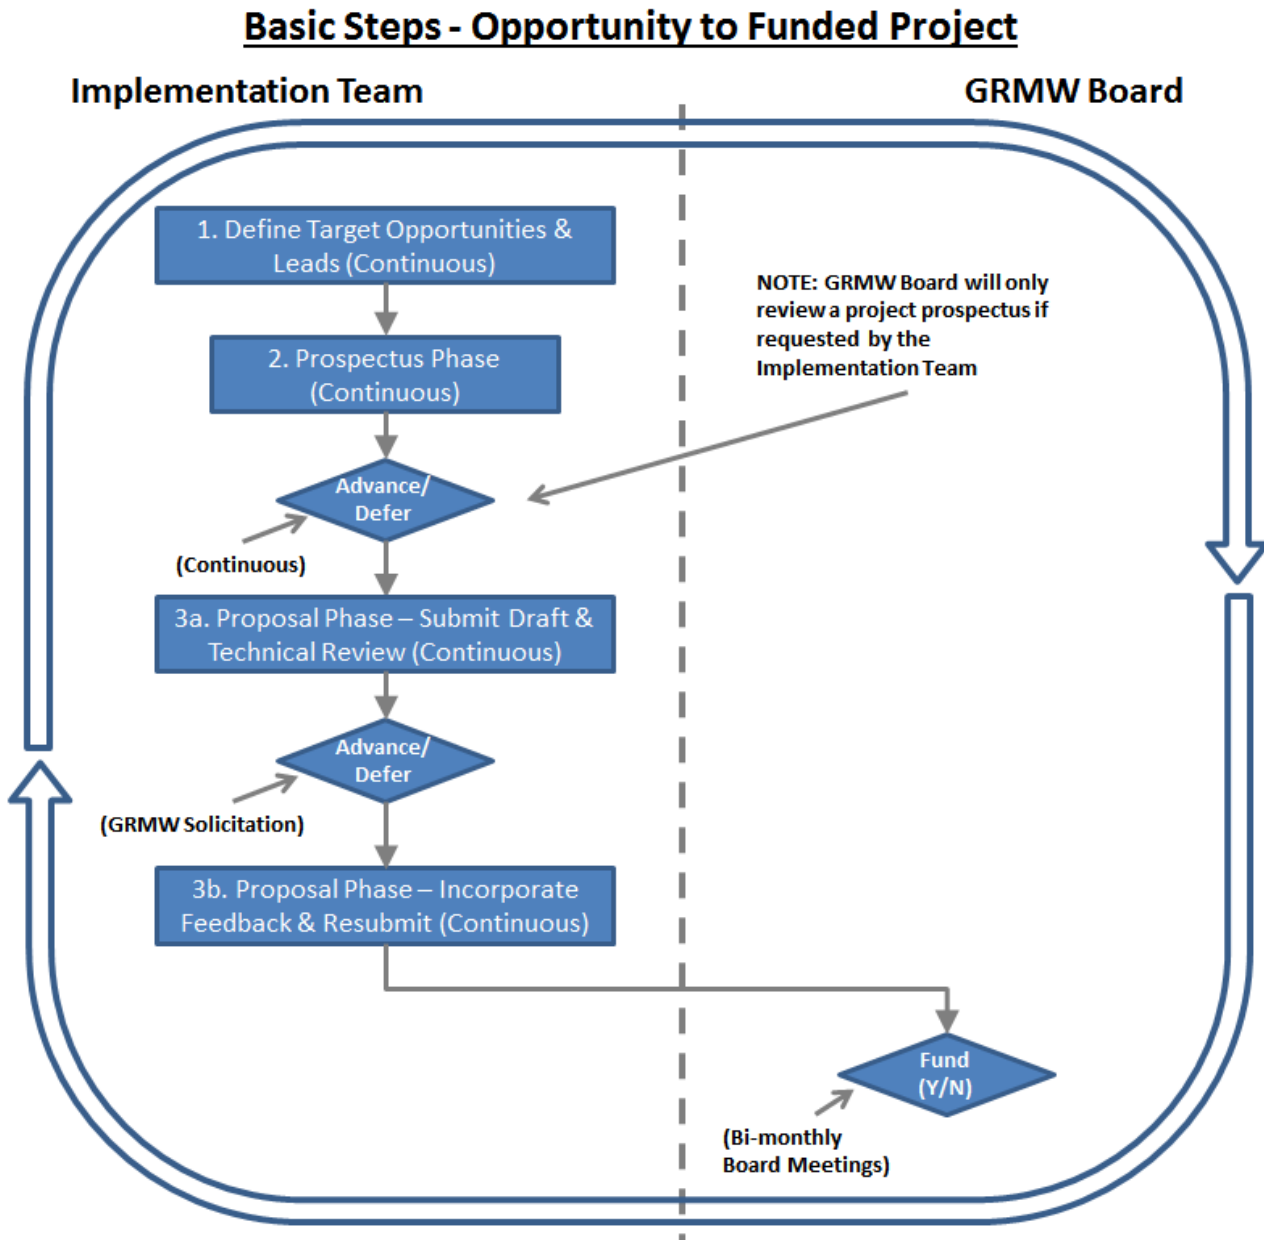 Basic Steps - Opportunity to Funded Project
Implementation Team
GRMW Board
1. Define Target Opportunities &
Leads (Continuous)
NOTE: GRMW Board will only
review a project prospectus if
requested by the
Implementation Team
2. Prospectus Phase
(Continuous)
Advance/
Defer
(Continuous)
3a. Proposal Phase – Submit Draft &
Technical Review (Continuous)
Advance/
Defer
(GRMW Solicitation)
3b. Proposal Phase – Incorporate
Feedback & Resubmit (Continuous)
Fund
(Y/N)
(Bi-monthly
Board Meetings)